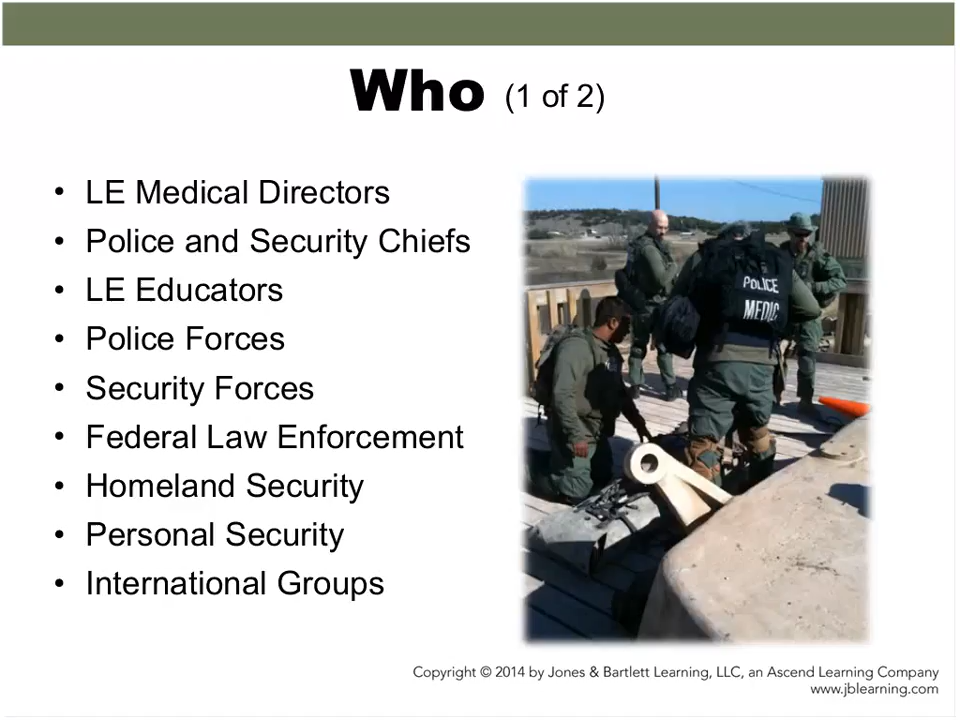 Who (1 of 2)
• LE Medical Directors
• Police and Security Chiefs
• LE Educators
• Police Forces
• Security Forces
• Federal Law Enforcement
• Homeland Security
• Personal Security
• International Groups
POLICE
MEDIC
Copyright © 2014 by Jones & Bartlett Learning, LLC, an Ascend Learning Company
www.jblearning.com